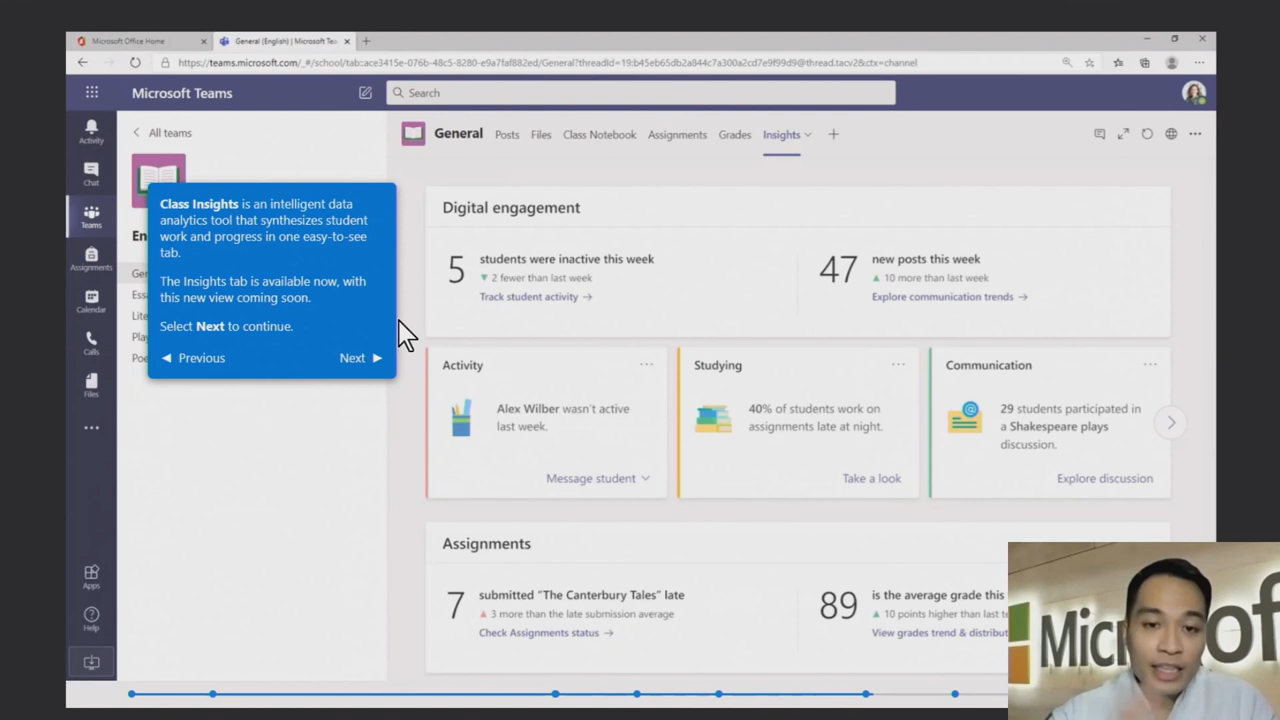 Microsoft Office Home
General (English) | Microsoft Tea
https://teams.microsoft.com/_#/school/tab::ace3415e-076b-48c5-8280-e9a7faf882ed/General?threadId=19:b45eb65db2a844c7a300a2cd7e9f99d9@thread.tacv2&ctx=channel
Microsoft Teams
Search
Activity
Chat
Teams
Assignments
Calendar
Calls
Files
Apps
Help
All teams
Class Insights is an intelligent data
analytics tool that synthesizes student
work and progress in one easy-to-see
tab.
The Insights tab is available now, with
this new view coming soon.
Select Next to continue.
Previous
Next
General Posts Files Class Notebook Assignments Grades Insights
Digital engagement
5 students were inactive this week
2 fewer than last week
Track student activity →
47 new posts this week
10 more than last week
Explore communication trends →
Activity
Alex Wilber wasn't active
last week.
Message student
Studying
40% of students work on
assignments late at night.
Take a look
Communication
29 students participated in
a Shakespeare plays
discussion.
Explore discussion
Assignments
7 submitted “The Canterbury Tales” late
3 more than the late submission average
Check Assignments status →
89 is the average grade this
10 points higher than last te
View grades trend & distribut